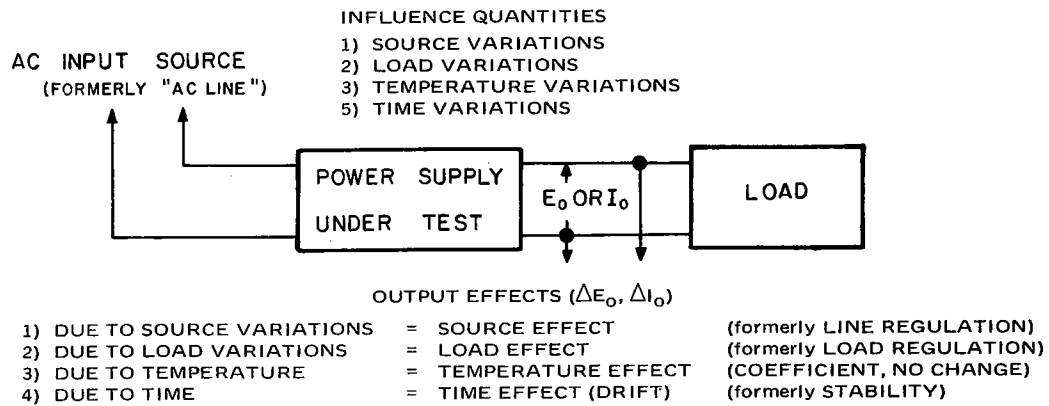 INFLUENCE QUANTITIES
1) SOURCE VARIATIONS
2) LOAD VARIATIONS
3) TEMPERATURE VARIATIONS
5) TIME VARIATIONS
AC INPUT SOURCE
(FORMERLY "AC LINE")
POWER SUPPLY
UNDER TEST
E₀ OR I₀
LOAD
OUTPUT EFFECTS (ΔE₀, ΔI₀)
1) DUE TO SOURCE VARIATIONS = SOURCE EFFECT (formerly LINE REGULATION)
2) DUE TO LOAD VARIATIONS = LOAD EFFECT (formerly LOAD REGULATION)
3) DUE TO TEMPERATURE = TEMPERATURE EFFECT (COEFFICIENT, NO CHANGE)
4) DUE TO TIME = TIME EFFECT (DRIFT) (formerly STABILITY)